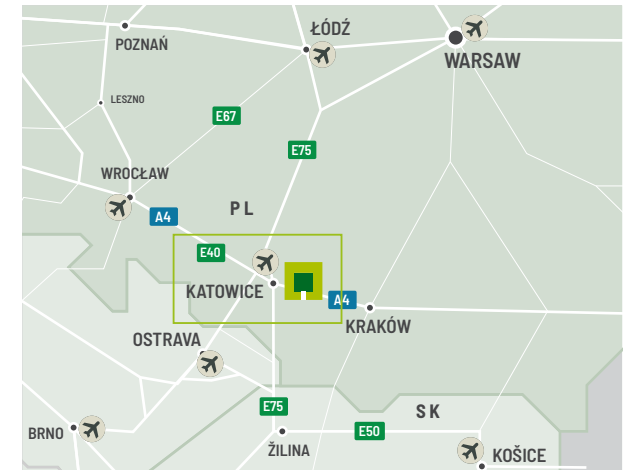 ŁÓDŹ
POZNAŃ
WARSAW
LESZNO
E67
E75
WROCŁAW
PL
A4
E40
KATOWICE
A4
KRAKÓW
OSTRAVA
E75
SK
BRNO
E50
ŽILINA
KOŠICE